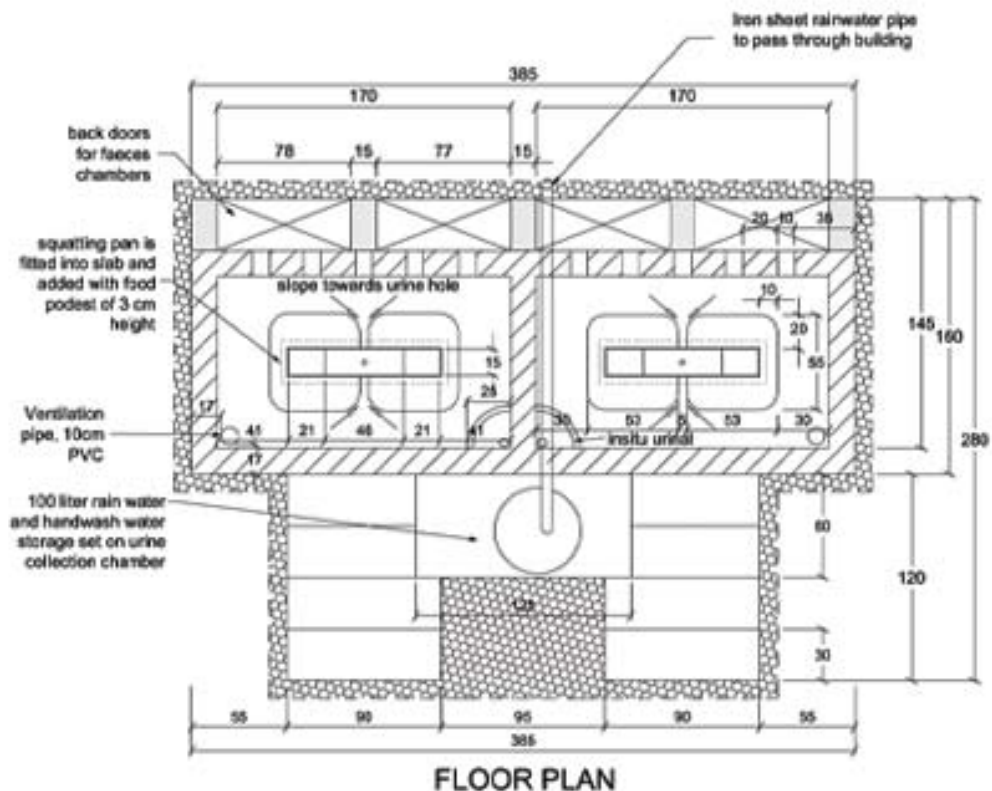 Iron sheet rainwater pipe
to pass through building
385
170
170
back doors
for faeces
chambers
78
15
77
15
20
10
squatting pan is
fitted into slab and
added with food
podest of 3 cm
height
slope towards urine hole
10
20
15
55
145
160
25
280
Ventilation
pipe, 10cm
PVC
17
41
21
46
21
41
53
53
30
insitu urinal
17
100 liter rain water
and handwash water
storage set on urine
collection chamber
60
120
30
55
90
95
90
55
385
FLOOR PLAN